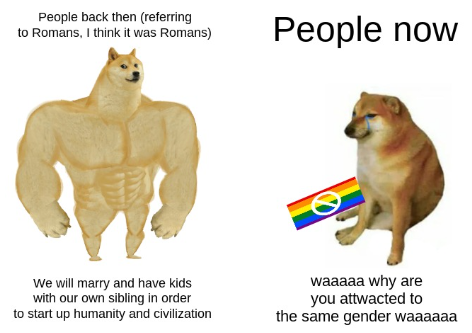 People back then (referring
to Romans, I think it was Romans)
People now
We will marry and have kids
with our own sibling in order
to start up humanity and civilization
waaaaa why are
you attwacted to
the same gender waaaaaa